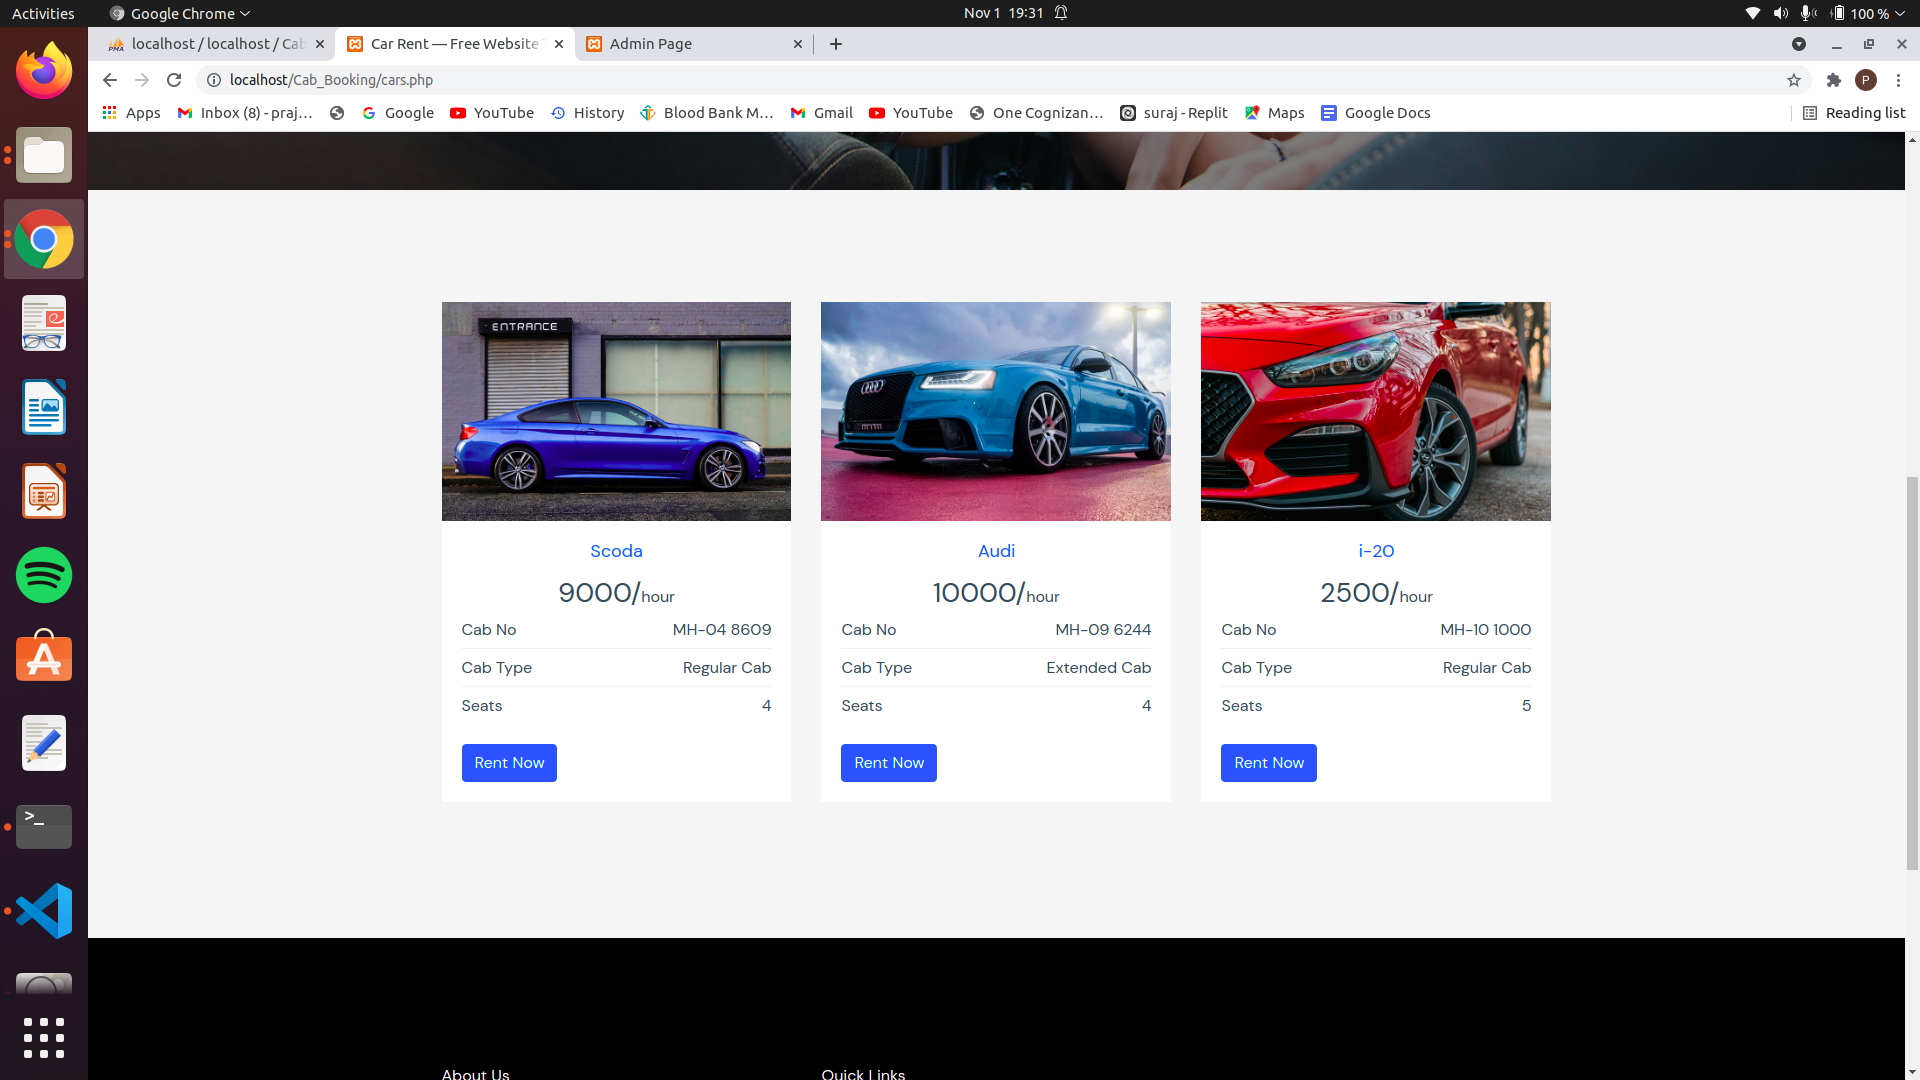 Activities
Google Chrome
Nov 1 19:31
100 %
localhost / localhost / Cab
Car Rent — Free Website
Admin Page
localhost/Cab_Booking/cars.php
P
Apps
Inbox (8) - praj...
Google
YouTube
History
Blood Bank M...
Gmail
YouTube
One Cognizan...
suraj - Replit
Maps
Google Docs
Reading list
ENTRANCE
Scoda
9000/hour
Cab No MH-04 8609
Cab Type Regular Cab
Seats 4
Rent Now
Audi
10000/hour
Cab No MH-09 6244
Cab Type Extended Cab
Seats 4
Rent Now
i-20
2500/hour
Cab No MH-10 1000
Cab Type Regular Cab
Seats 5
Rent Now
About Us
Quick Links